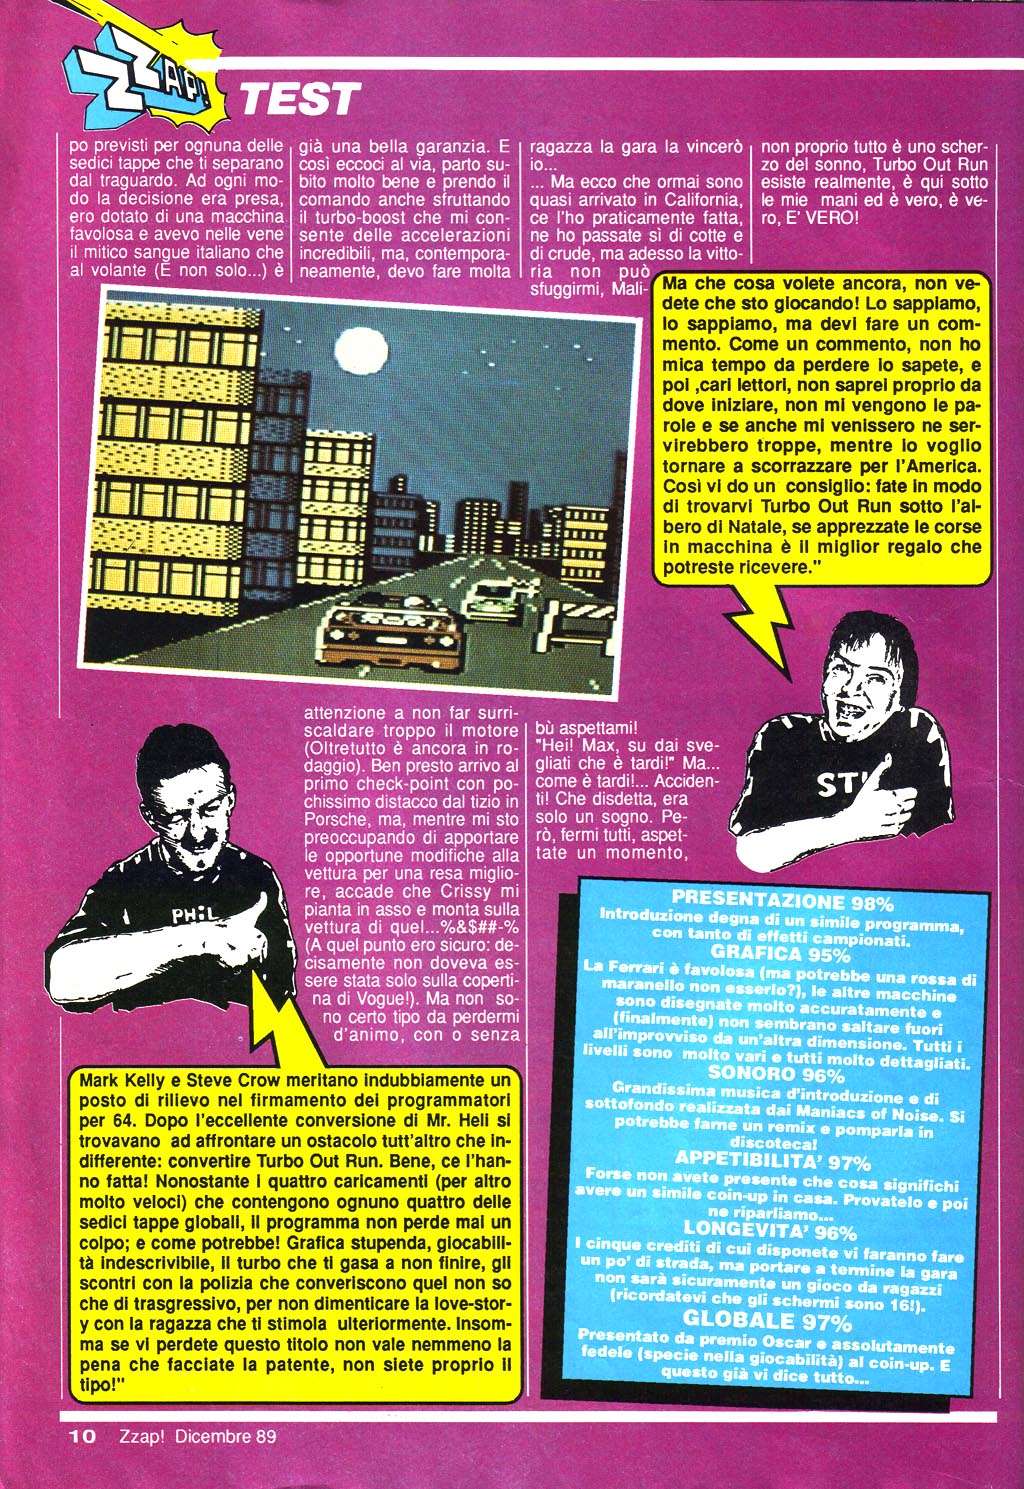 ZZAP!
TEST
po previsti per ognuna delle
sedici tappe che ti separano
dal traguardo. Ad ogni mo-
do la decisione era presa,
ero dotato di una macchina
favolosa e avevo nelle vene
il mitico sangue italiano che
al volante (E non solo...) è
già una bella garanzia. E
così eccoci al via, parto su-
bito molto bene e prendo il
comando anche sfruttando
il turbo-boost che mi con-
sente delle accelerazioni
incredibili, ma, contempora-
neamente, devo fare molta
attenzione a non far surri-
scaldare troppo il motore
(Oltretutto è ancora in ro-
daggio). Ben presto arrivo al
primo check-point con po-
chissimo distacco dal tizio in
Porsche, ma, mentre mi sto
preoccupando di apportare
le opportune modifiche alla
vettura per una resa miglio-
re, accade che Crissy mi
pianta in asso e monta sulla
vettura di quel...%&$##-%
(A quel punto ero sicuro: de-
cisamente non doveva es-
sere stata solo sulla coperti-
na di Vogue!). Ma non so-
no certo tipo da perdermi
d'animo, con o senza
ragazza la gara la vincerò
io...
... Ma ecco che ormai sono
quasi arrivato in California,
ce l'ho praticamente fatta,
ne ho passate sì di cotte e
di crude, ma adesso la vitto-
ria non può
sfuggirmi, Mali-
bù aspettami!
"Hei! Max, su dai sve-
gliati che è tardi!" Ma...
come è tardi!... Acciden-
ti! Che disdetta, era
solo un sogno. Pe-
rò, fermi tutti, aspet-
tate un momento,
non proprio tutto è uno scher-
zo del sonno, Turbo Out Run
esiste realmente, è qui sotto
le mie mani ed è vero, è ve-
ro, E' VERO!
Ma che cosa volete ancora, non ve-
dete che sto giocando! Lo sappiamo,
lo sappiamo, ma devi fare un com-
mento. Come un commento, non ho
mica tempo da perdere io sapete, e
poi ,cari lettori, non saprei proprio da
dove iniziare, non mi vengono le pa-
role e se anche mi venissero ne ser-
virebbero troppe, mentre io voglio
tornare a scorrazzare per l'America.
Così vi do un consiglio: fate in modo
di trovarvi Turbo Out Run sotto l'al-
bero di Natale, se apprezzate le corse
in macchina è il miglior regalo che
potreste ricevere."
PHIL
Mark Kelly e Steve Crow meritano indubbiamente un
posto di rilievo nel firmamento dei programmatori
per 64. Dopo l'eccellente conversione di Mr. Heli si
trovavano ad affrontare un ostacolo tutt'altro che in-
differente: convertire Turbo Out Run. Bene, ce l'han-
no fatta! Nonostante i quattro caricamenti (per altro
molto veloci) che contengono ognuno quattro delle
sedici tappe globali, il programma non perde mai un
colpo; e come potrebbe! Grafica stupenda, giocabili-
tà indescrivibile, il turbo che ti gasa a non finire, gli
scontri con la polizia che converiscono quel non so
che di trasgressivo, per non dimenticare la love-stor-
y con la ragazza che ti stimola ulteriormente. Insom-
ma se vi perdete questo titolo non vale nemmeno la
pena che facciate la patente, non siete proprio il
tipo!"
PRESENTAZIONE 98%
Introduzione degna di un simile programma,
con tanto di effetti campionati.
GRAFICA 95%
La Ferrari è favolosa (ma potrebbe una rossa di
maranello non esserlo?), le altre macchine
sono disegnate molto accuratamente e
(finalmente) non sembrano saltare fuori
all'improvviso da un'altra dimensione. Tutti i
livelli sono molto vari e tutti molto dettagliati.
SONORO 96%
Grandissima musica d'introduzione e di
sottofondo realizzata dai Maniacs of Noise. Si
potrebbe farne un remix e pomparla in
discoteca!
APPETIBILITA' 97%
Forse non avete presente che cosa significhi
avere un simile coin-up in casa. Provatelo e poi
ne riparliamo...
LONGEVITA' 96%
I cinque crediti di cui disponete vi faranno fare
un po' di strada, ma portare a termine la gara
non sarà sicuramente un gioco da ragazzi
(ricordatevi che gli schermi sono 16!).
GLOBALE 97%
Presentato da premio Oscar e assolutamente
fedele (specie nella giocabilità) al coin-up. E
questo già vi dice tutto...
10 Zzap! Dicembre 89